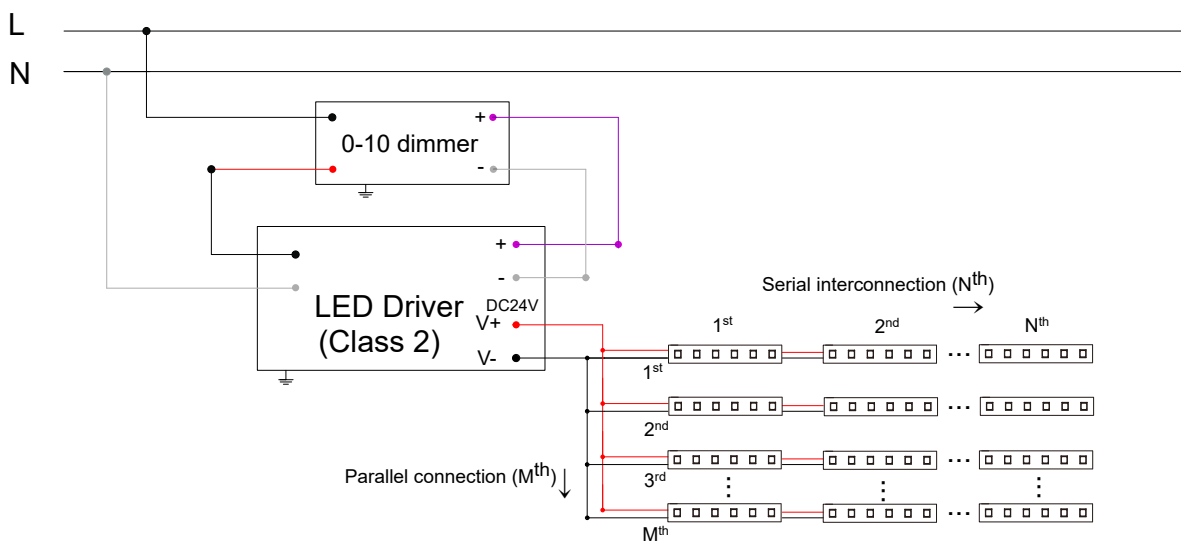 L
N
+
0-10 dimmer
-
+
-
LED Driver
(Class 2)
DC24V
V+
V-
Serial interconnection (Nth)
1st
2nd
Nth
1st
...
2nd
...
Parallel connection (Mth)
3rd
...
Mth
...